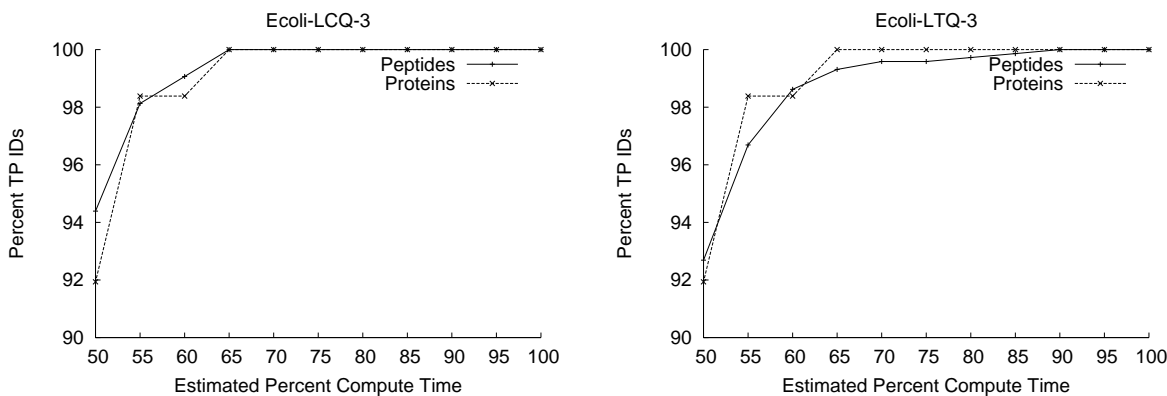 Ecoli-LCQ-3
100
98
96
94
92
90
Percent TP IDs
Peptides
Proteins
50 55 60 65 70 75 80 85 90 95 100
Estimated Percent Compute Time
Ecoli-LTQ-3
100
98
96
94
92
90
Percent TP IDs
Peptides
Proteins
50 55 60 65 70 75 80 85 90 95 100
Estimated Percent Compute Time